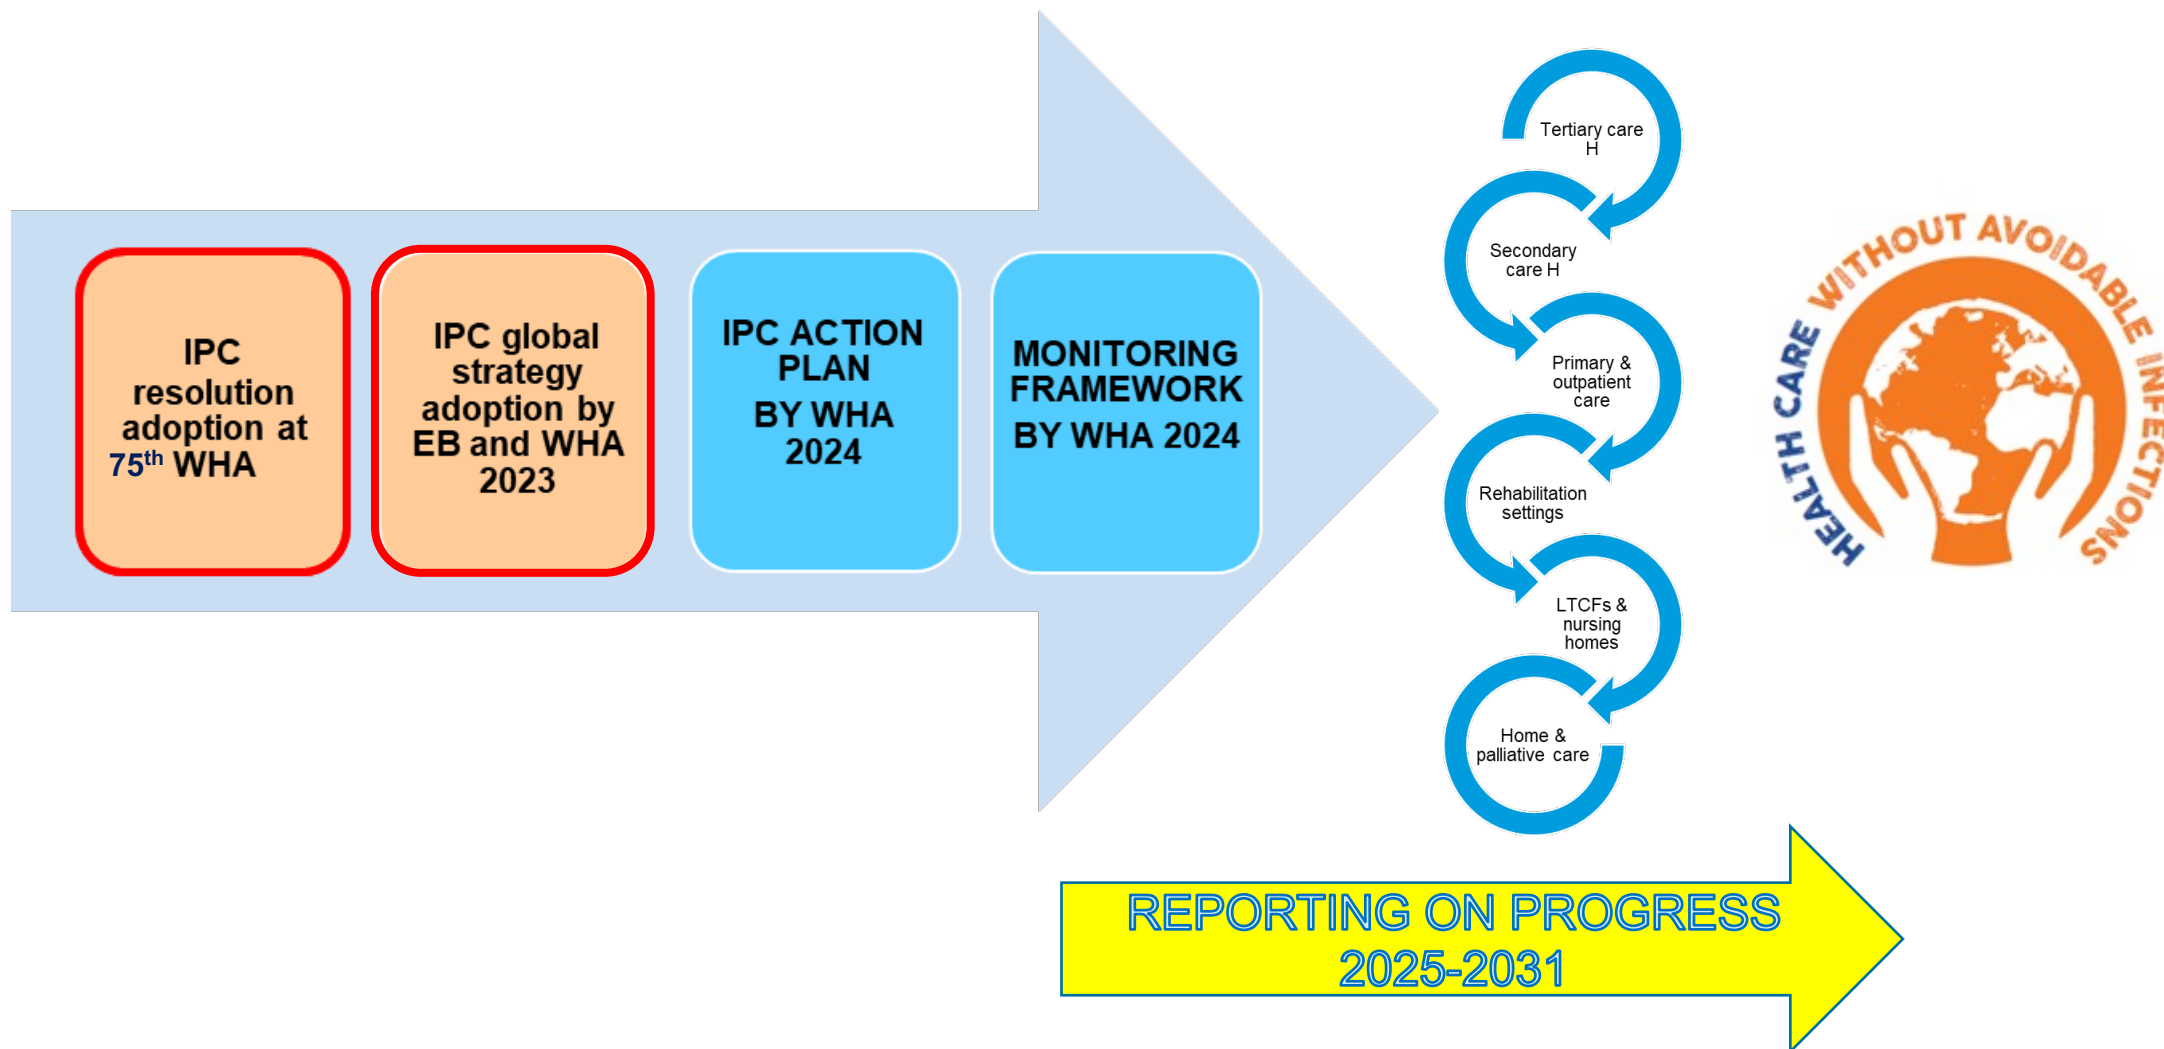 IPC
resolution
adoption at
75th WHA
IPC global
strategy
adoption by
EB and WHA
2023
IPC ACTION
PLAN
BY WHA
2024
MONITORING
FRAMEWORK
BY WHA 2024
Tertiary care
H
Secondary
care H
Primary &
outpatient
care
Rehabilitation
settings
LTCFs &
nursing
homes
Home &
palliative care
HEALTH CARE WITHOUT AVOIDABLE INFECTIONS
REPORTING ON PROGRESS
2025-2031